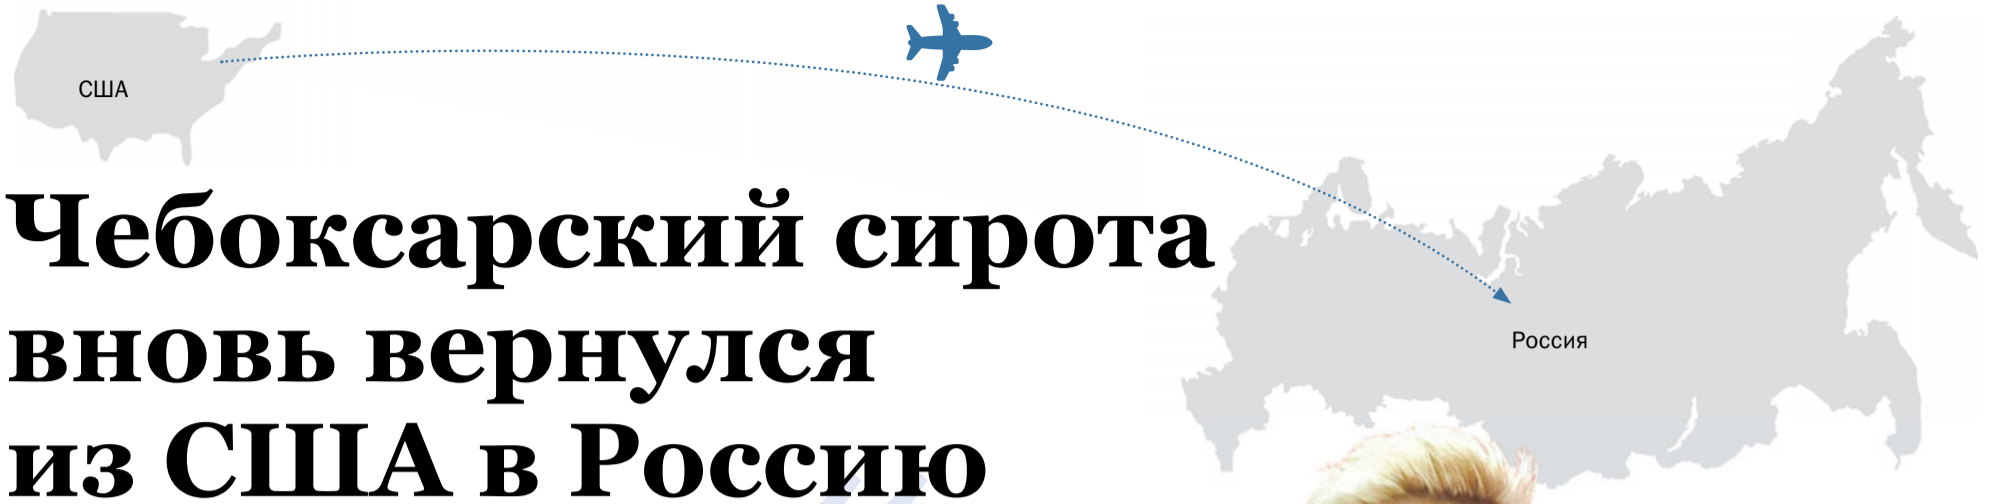 США
Чебоксарский сирота
вновь вернулся
Россия
из США в Россию